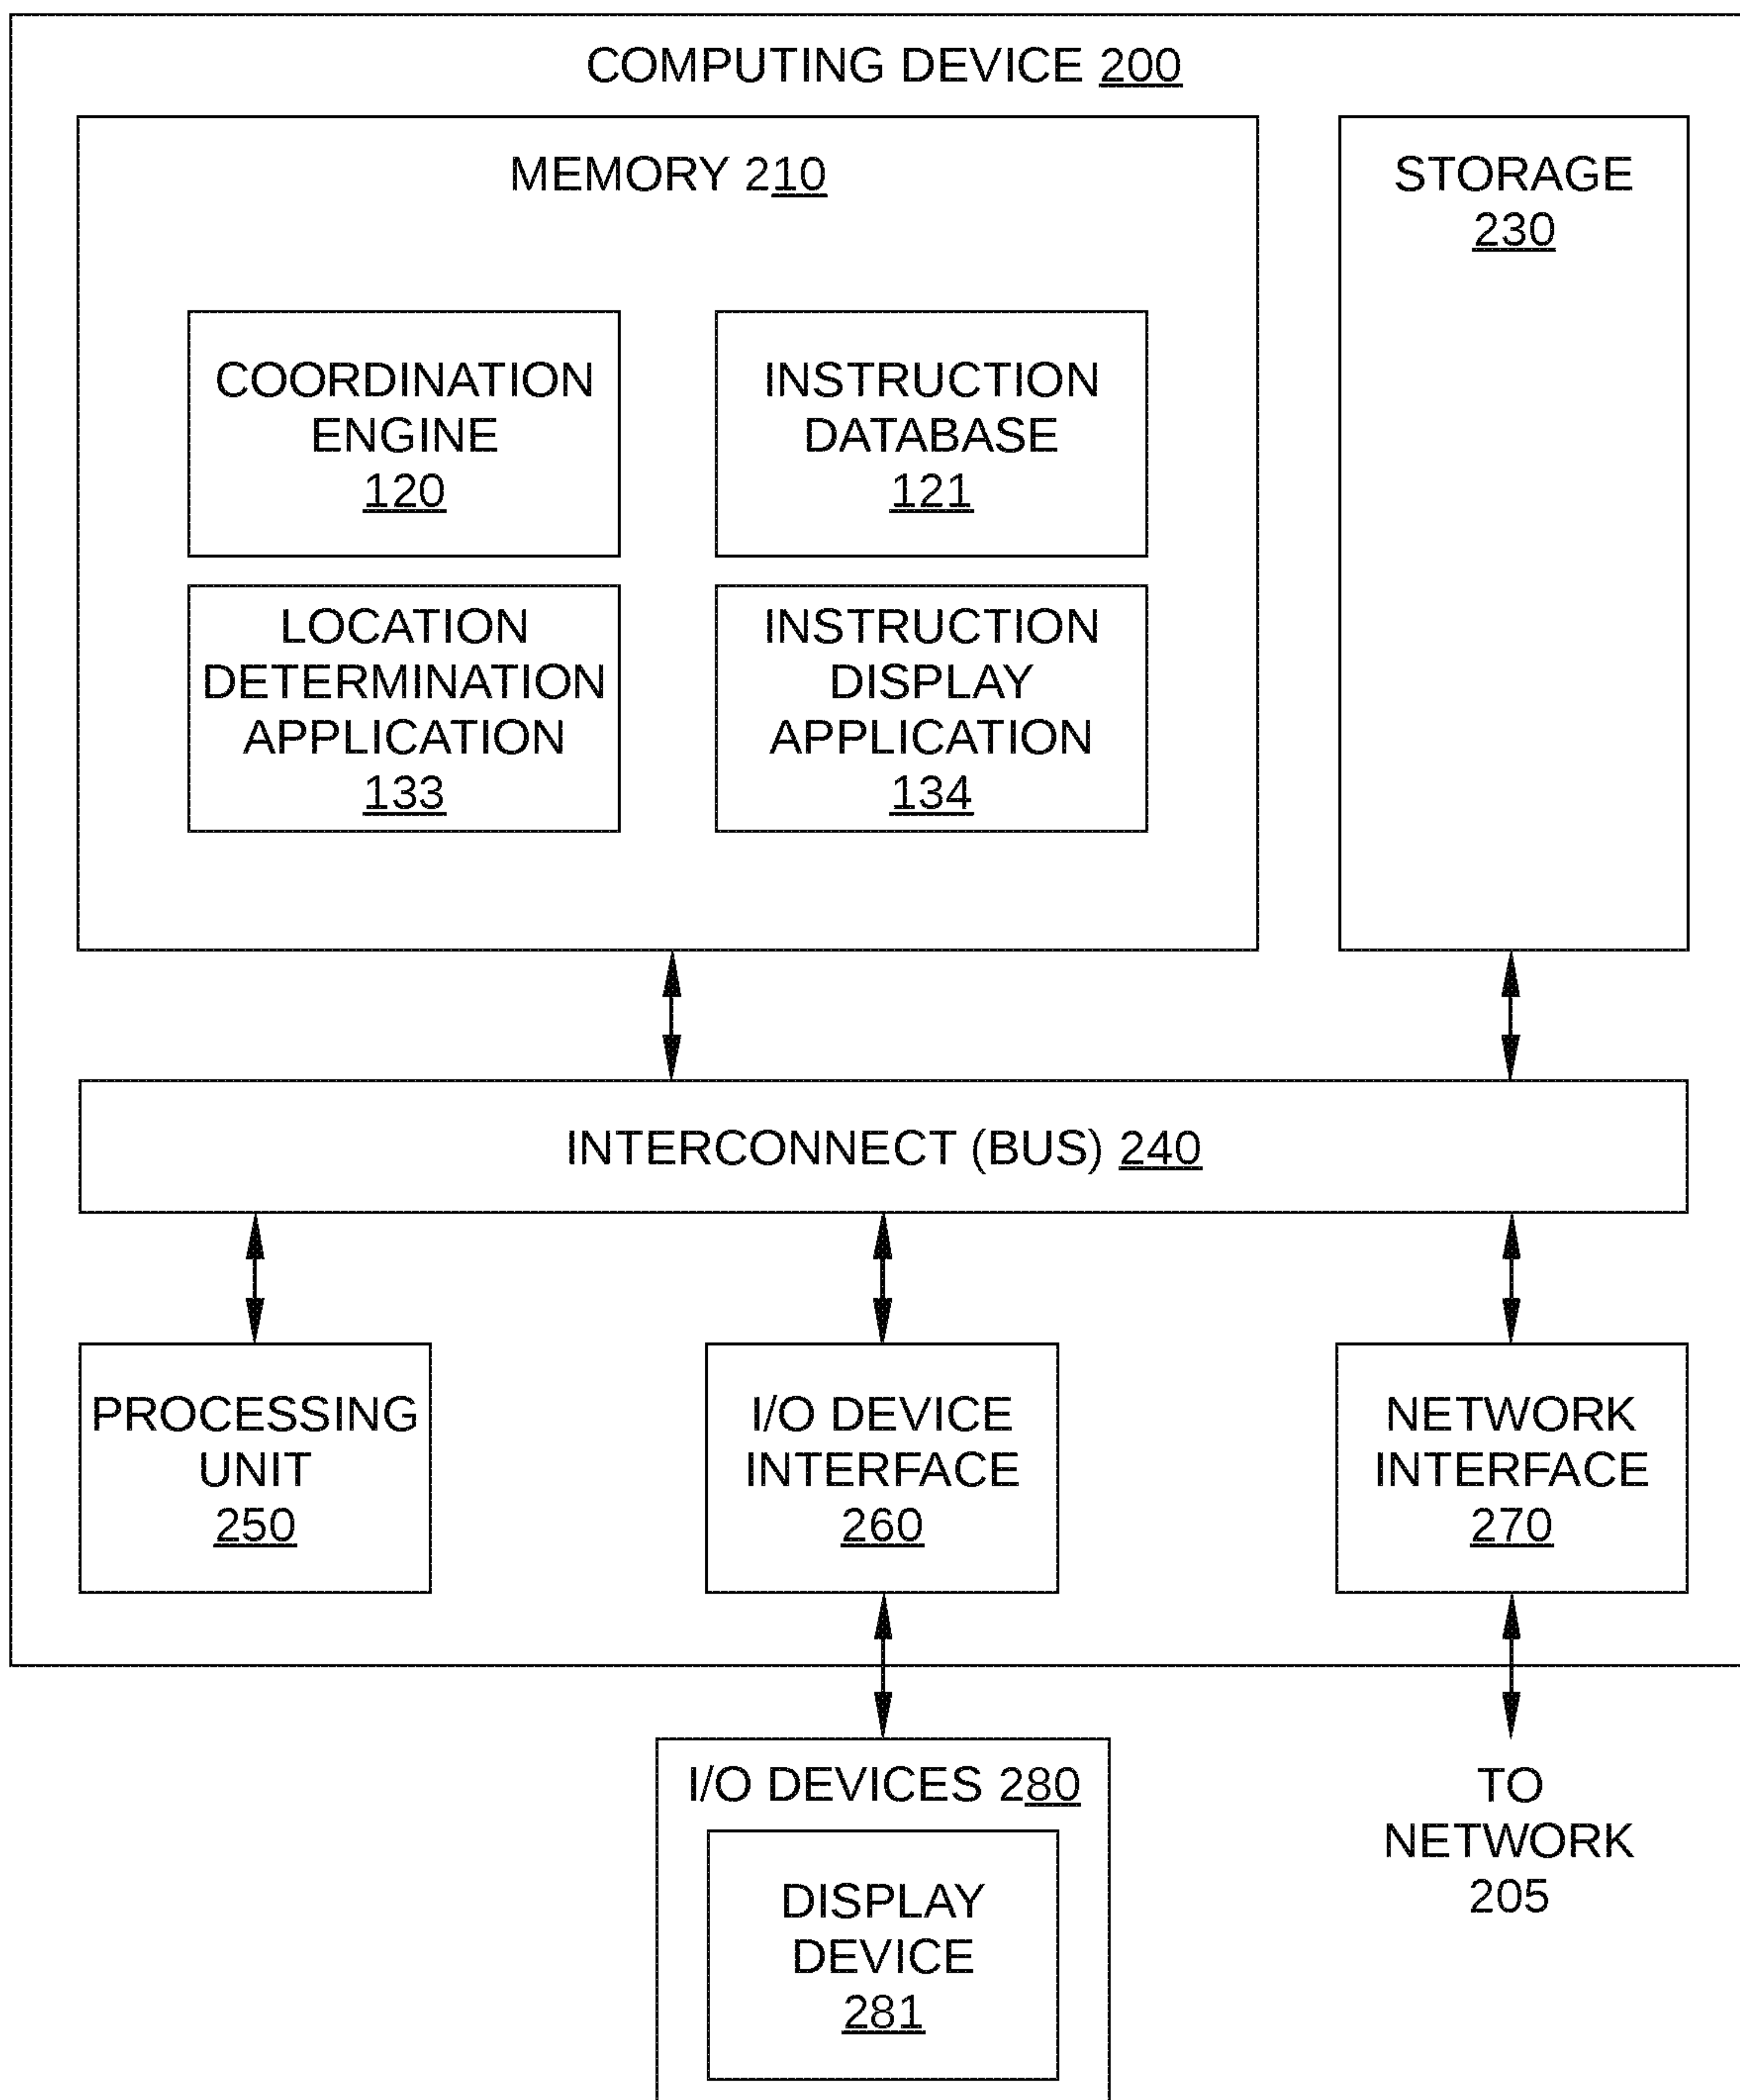 COMPUTING DEVICE 200
MEMORY 210
STORAGE
230
COORDINATION
ENGINE
120
INSTRUCTION
DATABASE
121
LOCATION
DETERMINATION
APPLICATION
133
INSTRUCTION
DISPLAY
APPLICATION
134
INTERCONNECT (BUS) 240
PROCESSING
UNIT
250
I/O DEVICE
INTERFACE
260
NETWORK
INTERFACE
270
I/O DEVICES 280
DISPLAY
DEVICE
281
TO
NETWORK
205